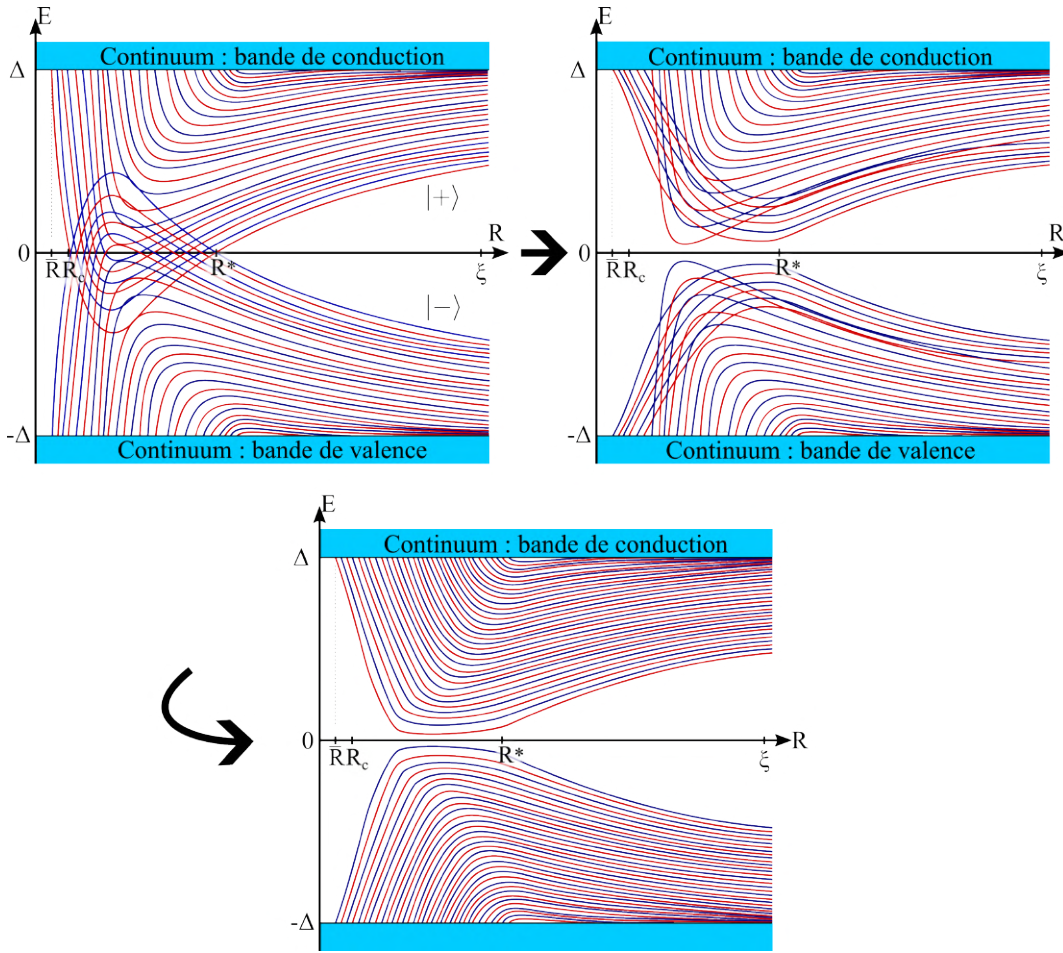 E
Continuum : bande de conduction
Δ
|+⟩
0
R
R̅ R_c R* ξ
|−⟩
-Δ
Continuum : bande de valence
E
Continuum : bande de conduction
Δ
0
R
R̅ R_c R* ξ
-Δ
Continuum : bande de valence
E
Continuum : bande de conduction
Δ
0
R
R̅ R_c R* ξ
-Δ